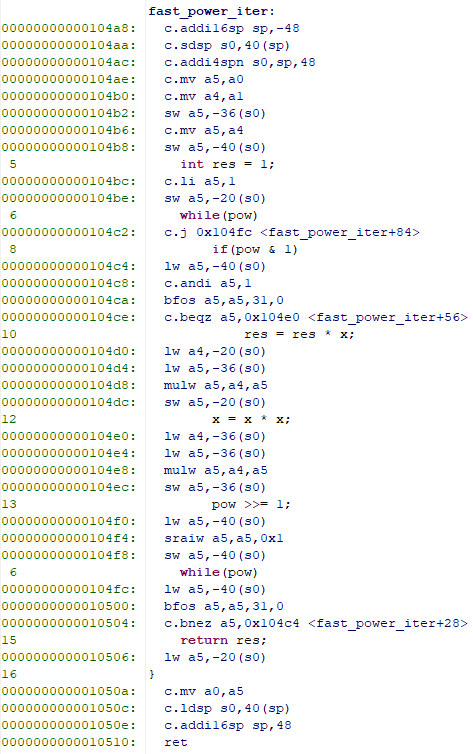 fast_power_iter:
00000000000104a8: c.addi16sp sp,-48
00000000000104aa: c.sdsp s0,40(sp)
00000000000104ac: c.addi4spn s0,sp,48
00000000000104ae: c.mv a5,a0
00000000000104b0: c.mv a4,a1
00000000000104b2: sw a5,-36(s0)
00000000000104b6: c.mv a5,a4
00000000000104b8: sw a5,-40(s0)
5 int res = 1;
00000000000104bc: c.li a5,1
00000000000104be: sw a5,-20(s0)
6 while(pow)
00000000000104c2: c.j 0x104fc <fast_power_iter+84>
8 if(pow & 1)
00000000000104c4: lw a5,-40(s0)
00000000000104c8: c.andi a5,1
00000000000104ca: bfos a5,a5,31,0
00000000000104ce: c.beqz a5,0x104e0 <fast_power_iter+56>
10 res = res * x;
00000000000104d0: lw a4,-20(s0)
00000000000104d4: lw a5,-36(s0)
00000000000104d8: mulw a5,a4,a5
00000000000104dc: sw a5,-20(s0)
12 x = x * x;
00000000000104e0: lw a4,-36(s0)
00000000000104e4: lw a5,-36(s0)
00000000000104e8: mulw a5,a4,a5
00000000000104ec: sw a5,-36(s0)
13 pow >>= 1;
00000000000104f0: lw a5,-40(s0)
00000000000104f4: sraiw a5,a5,0x1
00000000000104f8: sw a5,-40(s0)
6 while(pow)
00000000000104fc: lw a5,-40(s0)
0000000000010500: bfos a5,a5,31,0
0000000000010504: c.bnez a5,0x104c4 <fast_power_iter+28>
15 return res;
0000000000010506: lw a5,-20(s0)
16 }
000000000001050a: c.mv a0,a5
000000000001050c: c.ldsp s0,40(sp)
000000000001050e: c.addi16sp sp,48
0000000000010510: ret